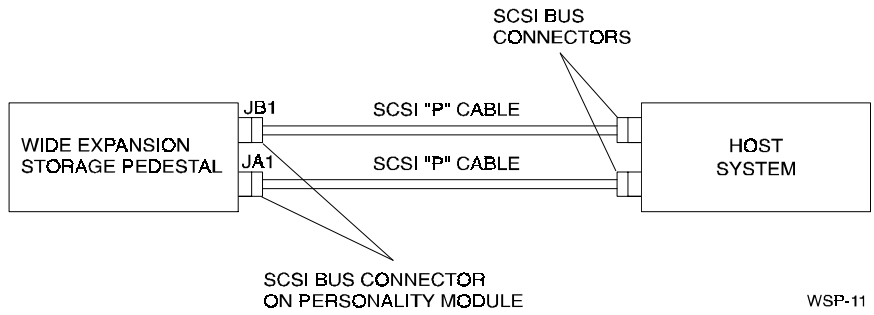 SCSI BUS
CONNECTORS
JB1
SCSI "P" CABLE
WIDE EXPANSION
STORAGE PEDESTAL
JA1
SCSI "P" CABLE
HOST
SYSTEM
SCSI BUS CONNECTOR
ON PERSONALITY MODULE
WSP-11